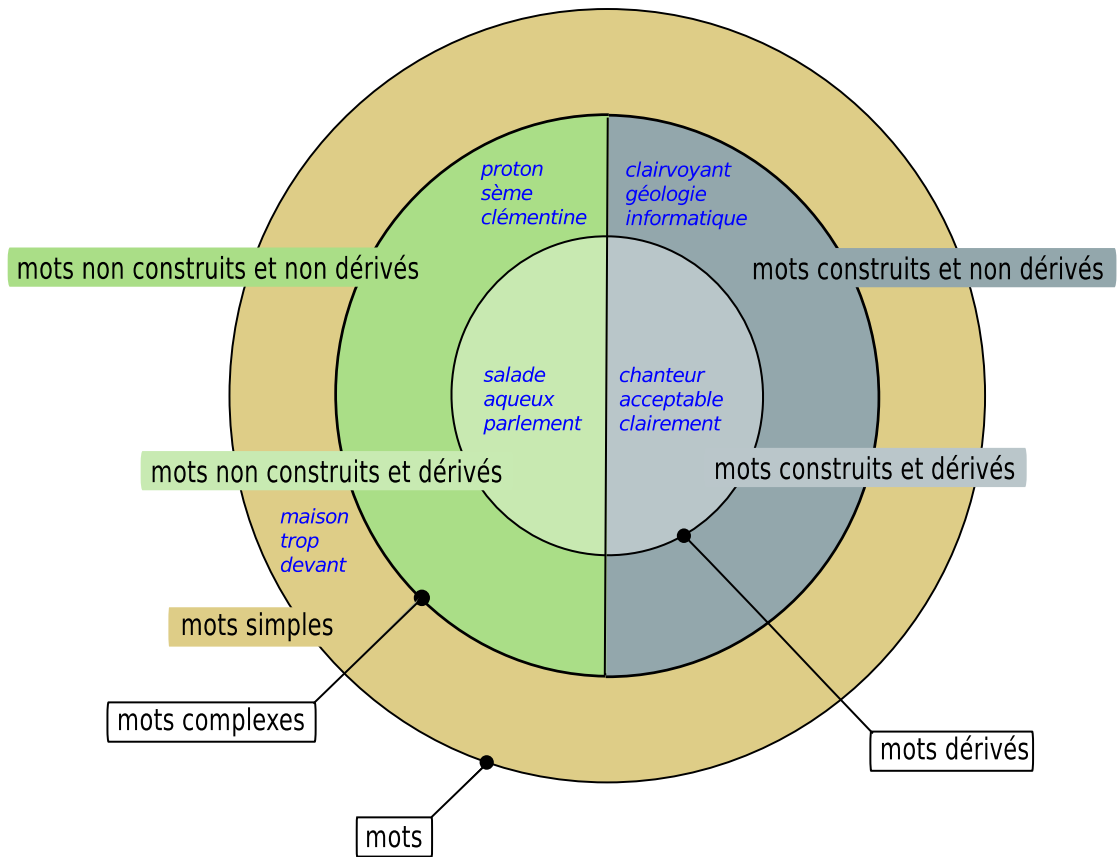 proton
sème
clémentine
clairvoyant
géologie
informatique
mots non construits et non dérivés
mots construits et non dérivés
salade
aqueux
parlement
chanteur
acceptable
clairement
mots non construits et dérivés
mots construits et dérivés
maison
trop
devant
mots simples
mots complexes
mots dérivés
mots